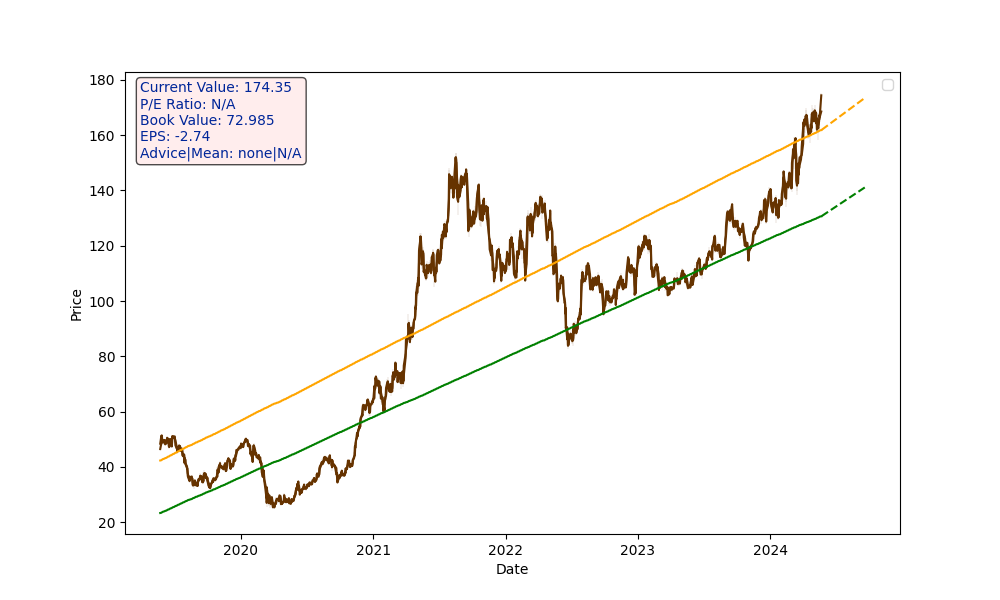 Current Value: 174.35
P/E Ratio: N/A
Book Value: 72.985
EPS: -2.74
Advice|Mean: none|N/A
180
160
140
120
100
80
60
40
20
Price
2020 2021 2022 2023 2024
Date